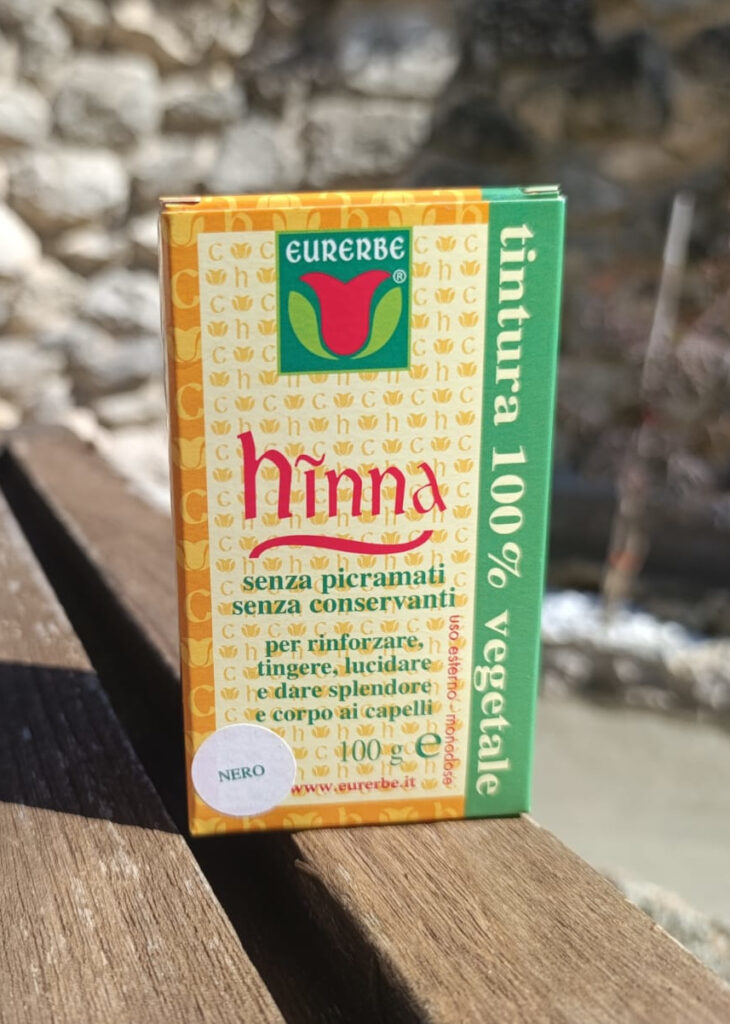 EURERBE
®
hĩnna
senza picramati
senza conservanti
per rinforzare,
tingere, lucidare
e dare splendore
e corpo ai capelli
100 g e
www.eurerbe.it
NERO
uso esterno - monodose
tintura 100% vegetale